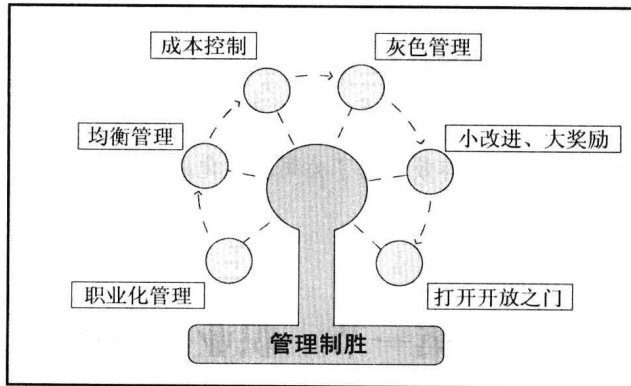 成本控制
灰色管理
均衡管理
小改进、大奖励
职业化管理
打开开放之门
管理制胜